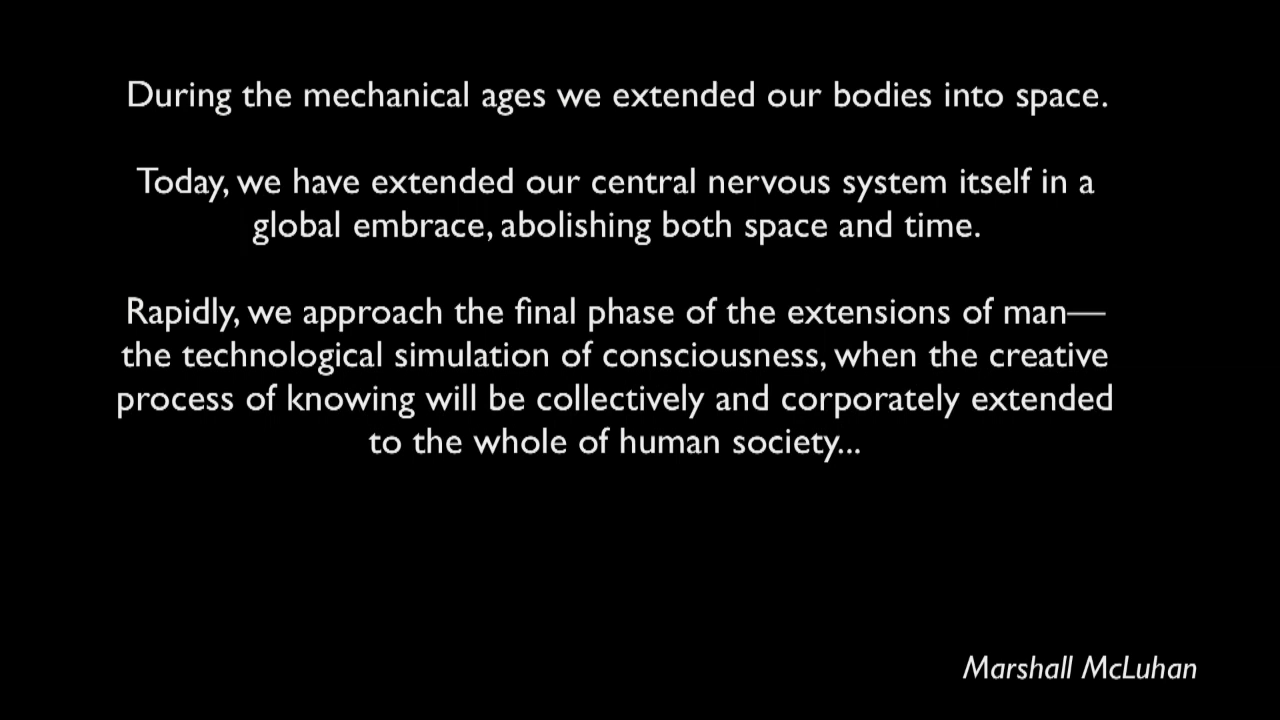 During the mechanical ages we extended our bodies into space.
Today, we have extended our central nervous system itself in a
global embrace, abolishing both space and time.
Rapidly, we approach the final phase of the extensions of man—
the technological simulation of consciousness, when the creative
process of knowing will be collectively and corporately extended
to the whole of human society...
Marshall McLuhan